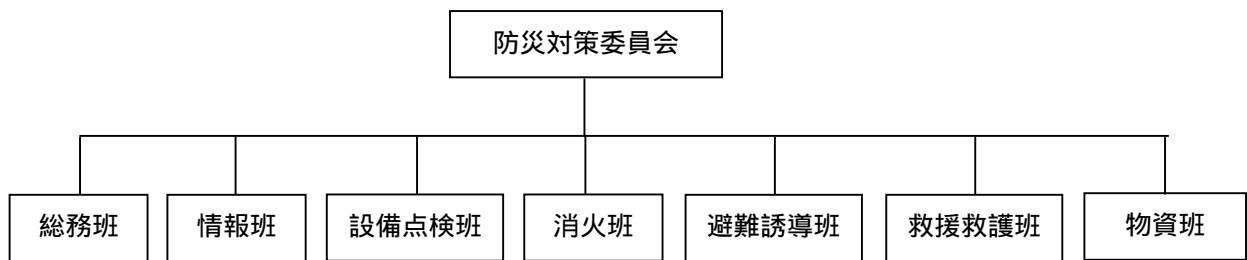 防災対策委員会
総務班
情報班
設備点検班
消火班
避難誘導班
救援救護班
物資班